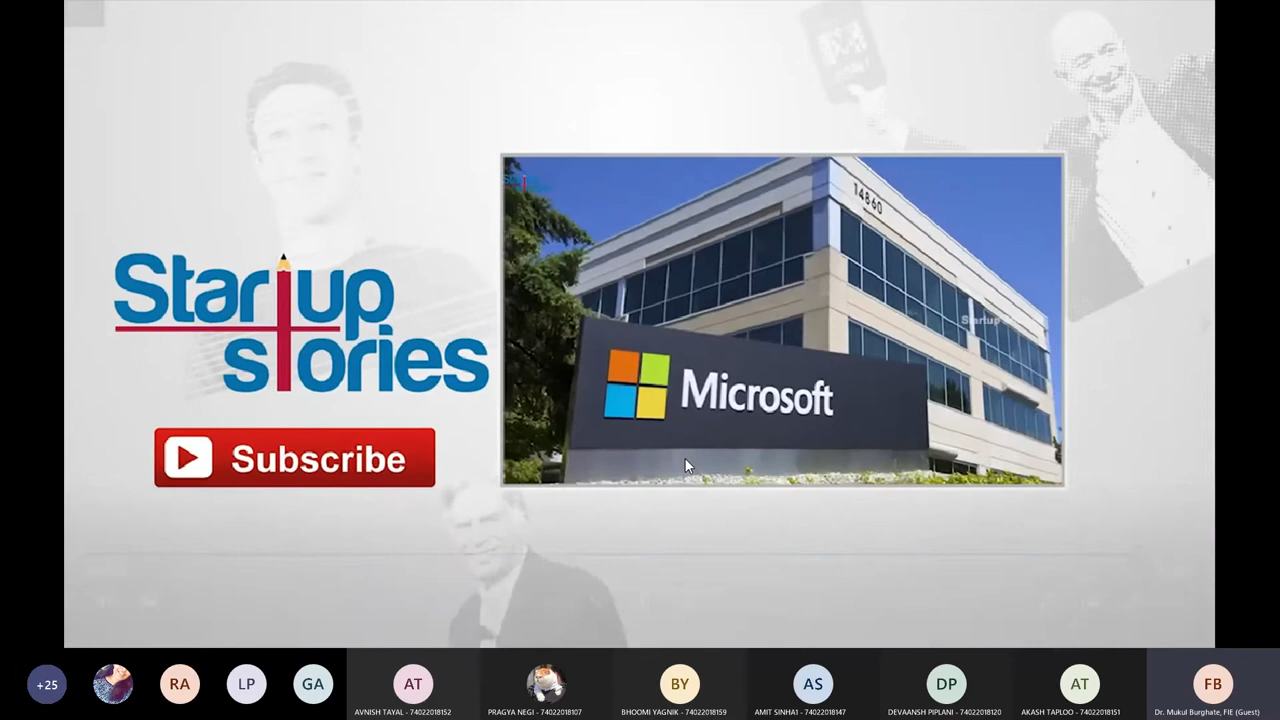 14860
Startup
stories
Startup
Microsoft
Subscribe
+25
RA
LP
GA
AT
BY
AS
DP
AT
FB
AVNISH TAYAL - 74022018152
PRAGYA NEGI - 74022018107
BHOOMI YAGNIK - 74022018159
AMIT SINHA1 - 74022018147
DEVAANSH PIPLANI - 74022018120
AKASH TAPLOO - 74022018151
Dr. Mukul Burghate, FIE (Guest)